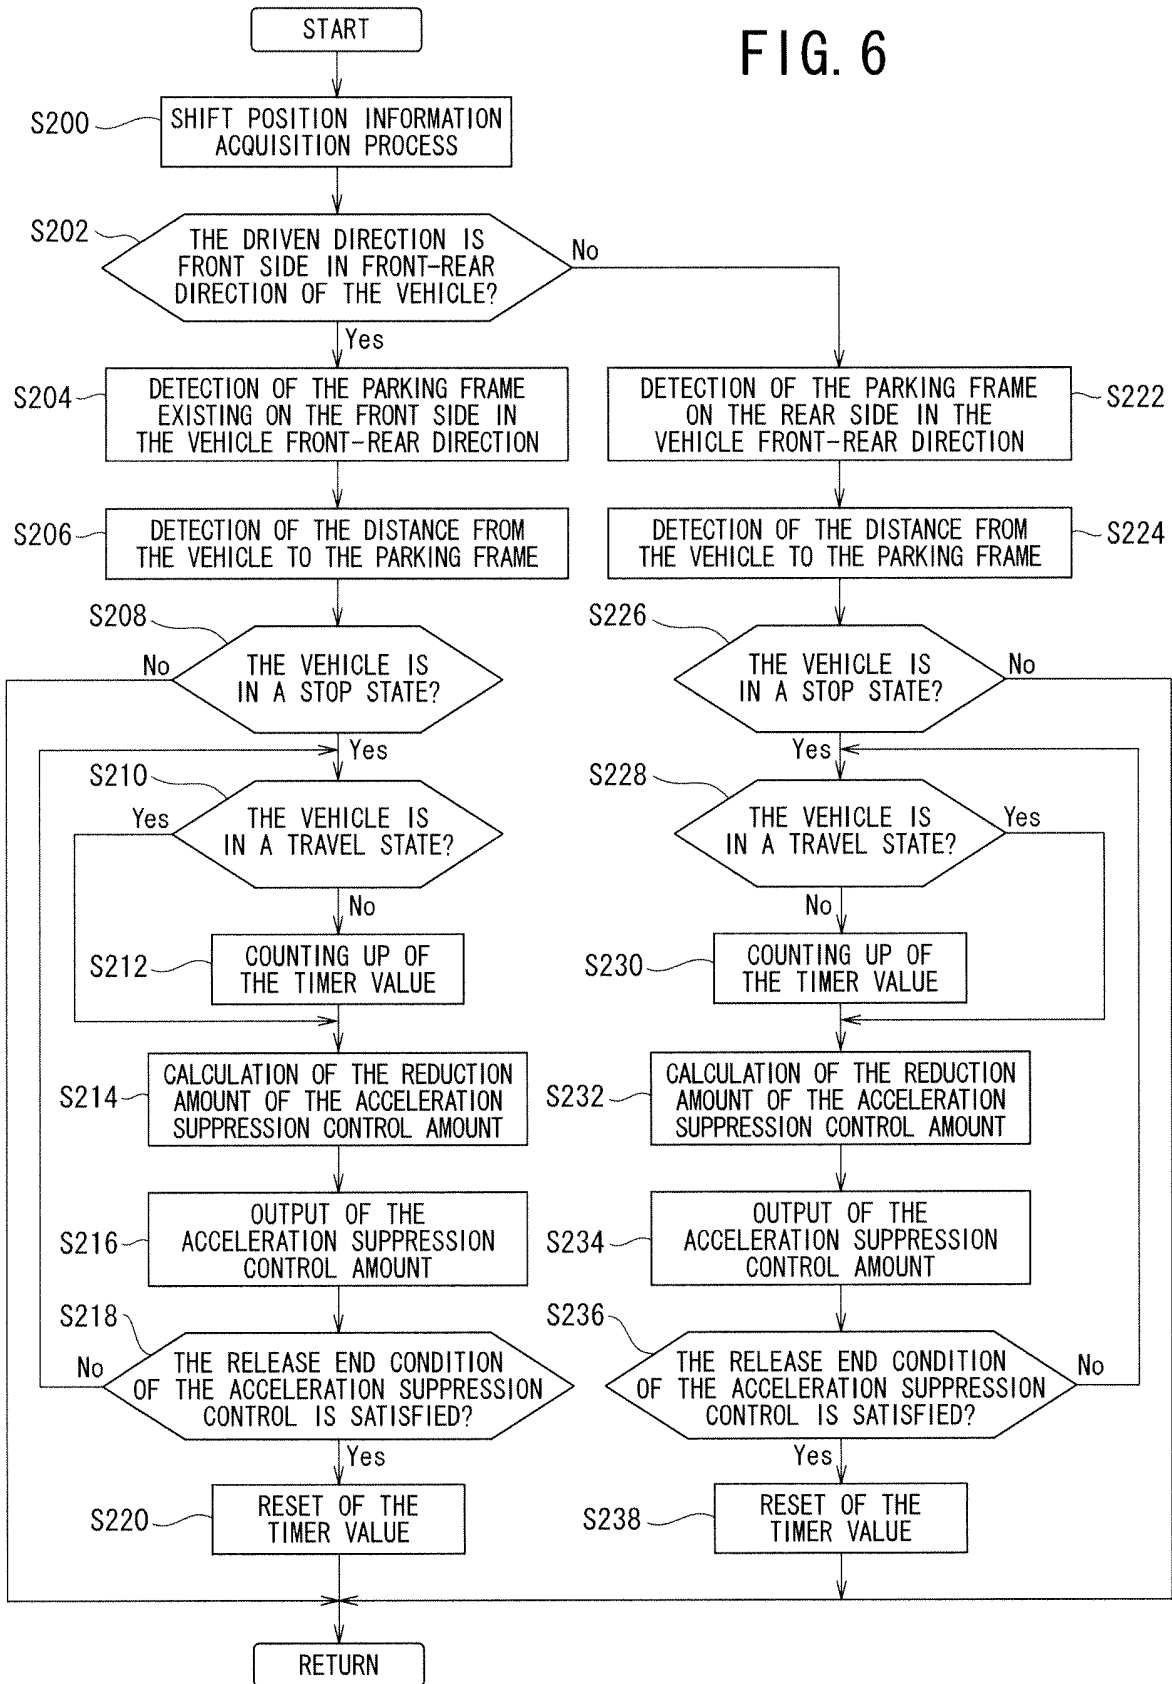 FIG. 6
START
S200
SHIFT POSITION INFORMATION
ACQUISITION PROCESS
S202
THE DRIVEN DIRECTION IS
FRONT SIDE IN FRONT-REAR
DIRECTION OF THE VEHICLE?
No
Yes
S204
DETECTION OF THE PARKING FRAME
EXISTING ON THE FRONT SIDE IN
THE VEHICLE FRONT-REAR DIRECTION
S206
DETECTION OF THE DISTANCE FROM
THE VEHICLE TO THE PARKING FRAME
S208
No
THE VEHICLE IS
IN A STOP STATE?
Yes
S210
Yes
THE VEHICLE IS
IN A TRAVEL STATE?
No
S212
COUNTING UP OF
THE TIMER VALUE
S214
CALCULATION OF THE REDUCTION
AMOUNT OF THE ACCELERATION
SUPPRESSION CONTROL AMOUNT
S216
OUTPUT OF THE
ACCELERATION SUPPRESSION
CONTROL AMOUNT
S218
No
THE RELEASE END CONDITION
OF THE ACCELERATION SUPPRESSION
CONTROL IS SATISFIED?
Yes
S220
RESET OF THE
TIMER VALUE
S222
DETECTION OF THE PARKING FRAME
ON THE REAR SIDE IN THE
VEHICLE FRONT-REAR DIRECTION
S224
DETECTION OF THE DISTANCE FROM
THE VEHICLE TO THE PARKING FRAME
S226
THE VEHICLE IS
IN A STOP STATE?
No
Yes
S228
THE VEHICLE IS
IN A TRAVEL STATE?
Yes
No
S230
COUNTING UP OF
THE TIMER VALUE
S232
CALCULATION OF THE REDUCTION
AMOUNT OF THE ACCELERATION
SUPPRESSION CONTROL AMOUNT
S234
OUTPUT OF THE
ACCELERATION SUPPRESSION
CONTROL AMOUNT
S236
THE RELEASE END CONDITION
OF THE ACCELERATION SUPPRESSION
CONTROL IS SATISFIED?
No
Yes
S238
RESET OF THE
TIMER VALUE
RETURN